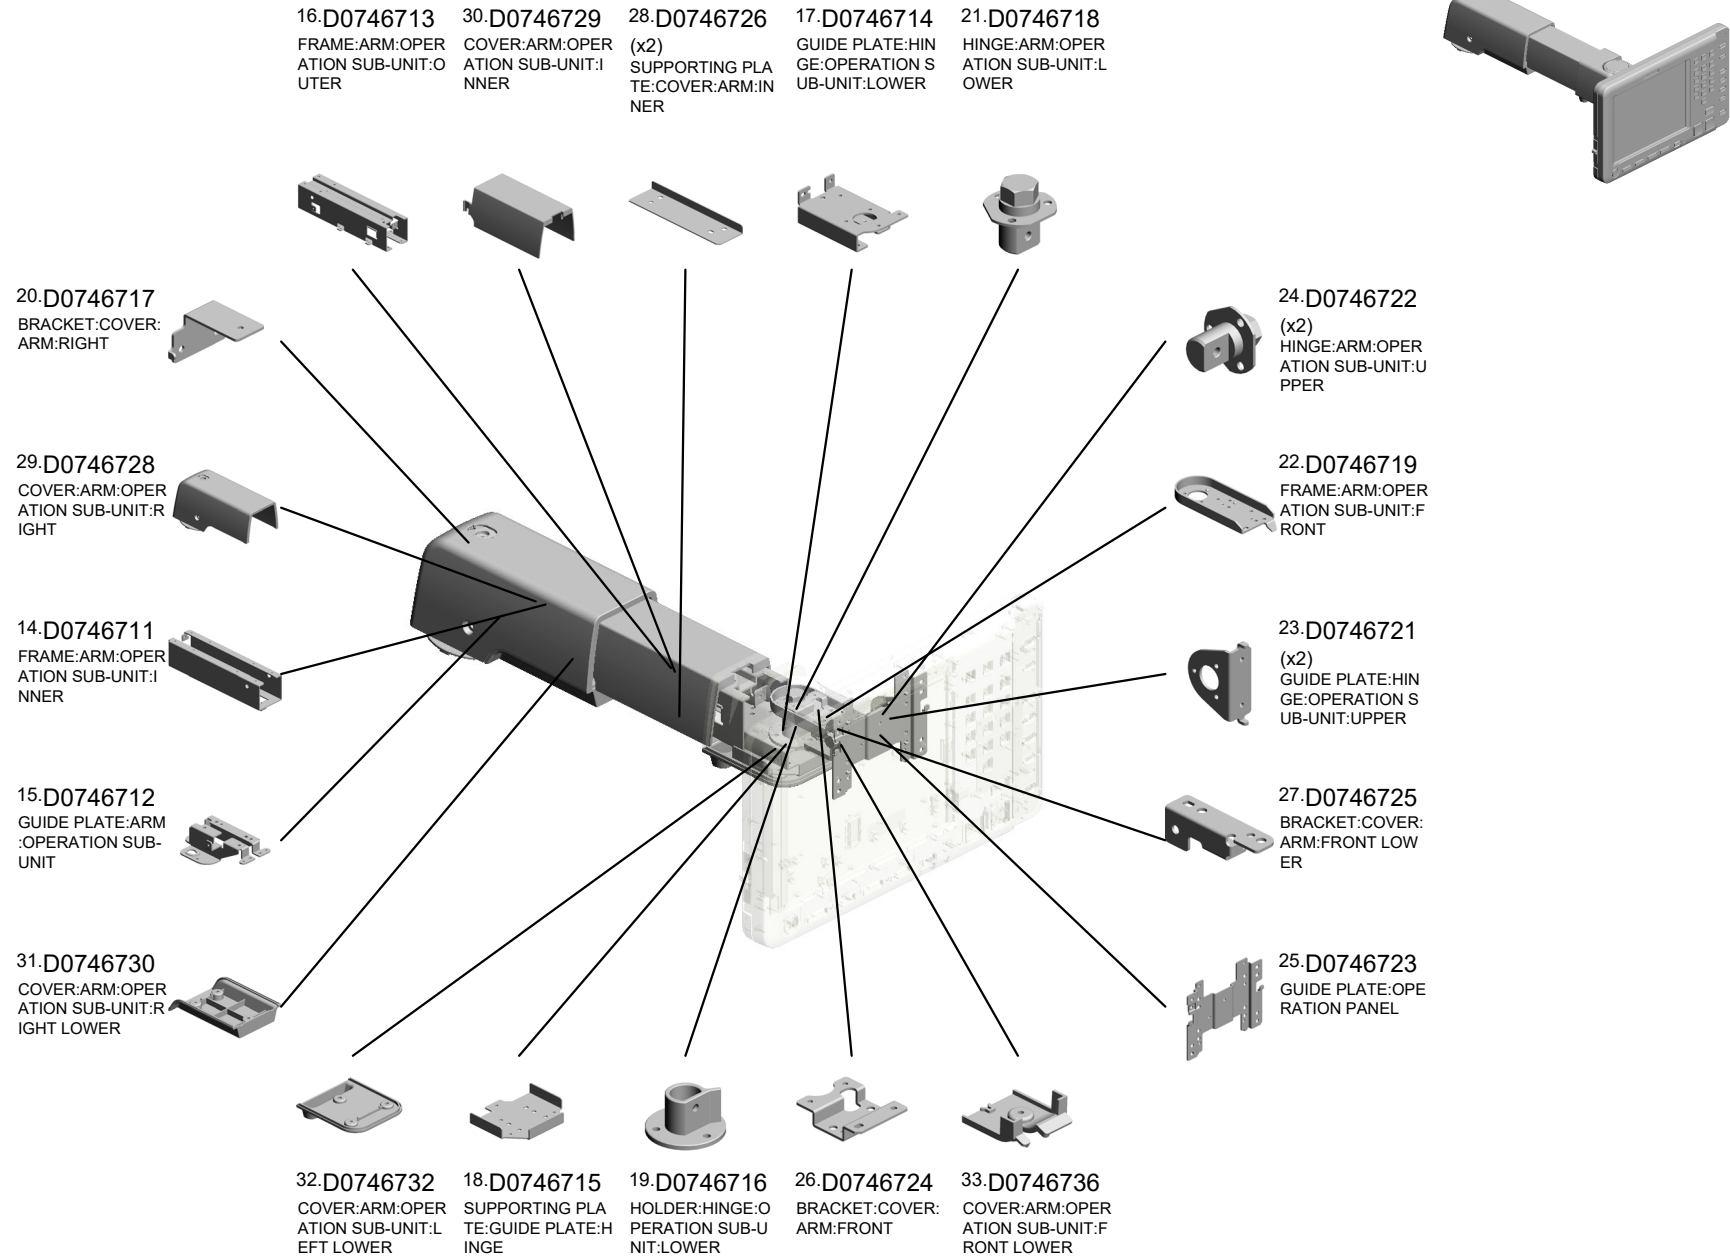 16.D0746713
FRAME:ARM:OPER
ATION SUB-UNIT:O
UTER
30.D0746729
COVER:ARM:OPER
ATION SUB-UNIT:I
NNER
28.D0746726
(x2)
SUPPORTING PLA
TE:COVER:ARM:IN
NER
17.D0746714
GUIDE PLATE:HIN
GE:OPERATION S
UB-UNIT:LOWER
21.D0746718
HINGE:ARM:OPER
ATION SUB-UNIT:L
OWER
20.D0746717
BRACKET:COVER:
ARM:RIGHT
24.D0746722
(x2)
HINGE:ARM:OPER
ATION SUB-UNIT:U
PPER
29.D0746728
COVER:ARM:OPER
ATION SUB-UNIT:R
IGHT
22.D0746719
FRAME:ARM:OPER
ATION SUB-UNIT:F
RONT
14.D0746711
FRAME:ARM:OPER
ATION SUB-UNIT:I
NNER
23.D0746721
(x2)
GUIDE PLATE:HIN
GE:OPERATION S
UB-UNIT:UPPER
15.D0746712
GUIDE PLATE:ARM
:OPERATION SUB-
UNIT
27.D0746725
BRACKET:COVER:
ARM:FRONT LOW
ER
31.D0746730
COVER:ARM:OPER
ATION SUB-UNIT:R
IGHT LOWER
25.D0746723
GUIDE PLATE:OPE
RATION PANEL
32.D0746732
COVER:ARM:OPER
ATION SUB-UNIT:L
EFT LOWER
18.D0746715
SUPPORTING PLA
TE:GUIDE PLATE:H
INGE
19.D0746716
HOLDER:HINGE:O
PERATION SUB-U
NIT:LOWER
26.D0746724
BRACKET:COVER:
ARM:FRONT
33.D0746736
COVER:ARM:OPER
ATION SUB-UNIT:F
RONT LOWER